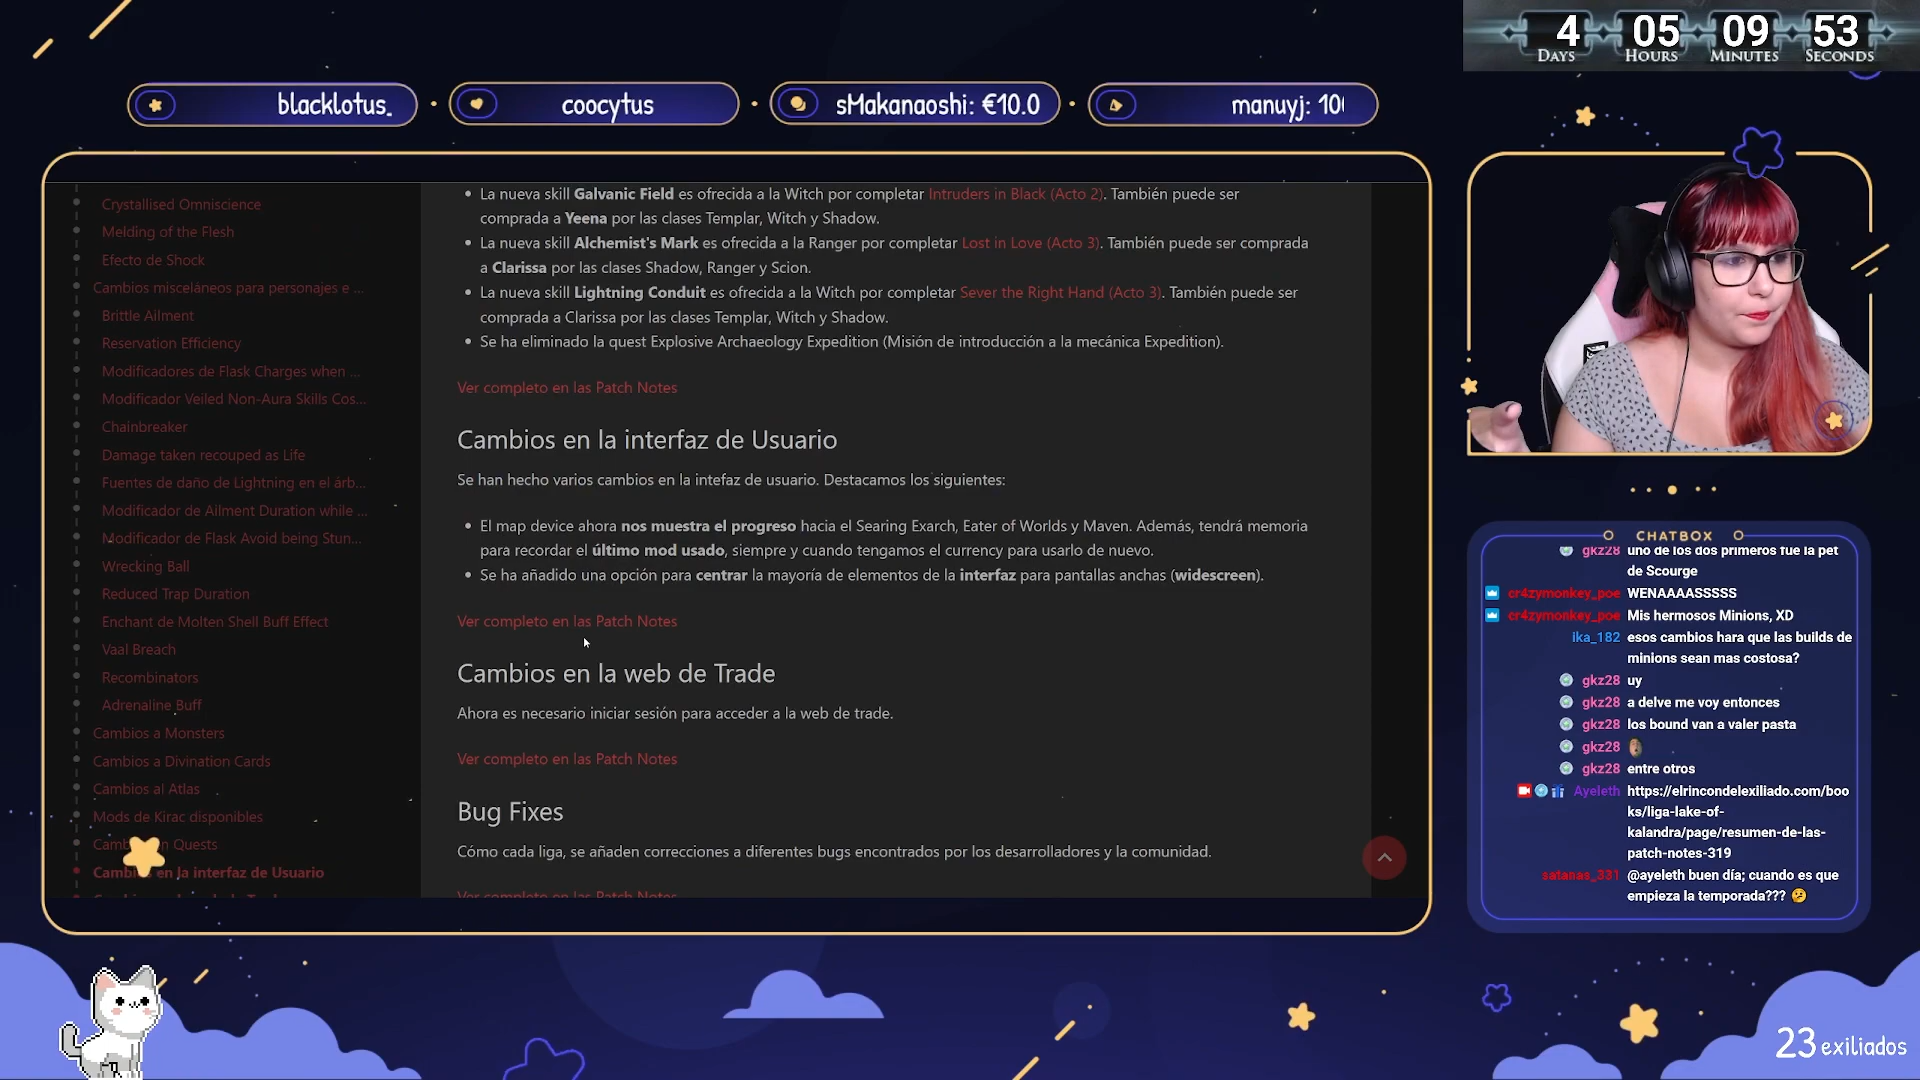 4 05 09 53
DAYS HOURS MINUTES SECONDS
blacklotus_
coocytus
sMakanaoshi: €10.0
manuyj: 10
Crystallised Omniscience
Melding of the Flesh
Efecto de Shock
Cambios misceláneos para personajes e ...
Brittle Ailment
Reservation Efficiency
Modificadores de Flask Charges when ...
Modificador Veiled Non-Aura Skills Cos...
Chainbreaker
Damage taken recouped as Life
Fuentes de daño de Lightning en el árb...
Modificador de Ailment Duration while ...
Modificador de Flask Avoid being Stun...
Wrecking Ball
Reduced Trap Duration
Enchant de Molten Shell Buff Effect
Vaal Breach
Recombinators
Adrenaline Buff
Cambios a Monsters
Cambios a Divination Cards
Cambios al Atlas
Mods de Kirac disponibles
Quests
en la interfaz de Usuario
La nueva skill Galvanic Field es ofrecida a la Witch por completar Intruders in Black (Acto 2). También puede ser
comprada a Yeena por las clases Templar, Witch y Shadow.
La nueva skill Alchemist's Mark es ofrecida a la Ranger por completar Lost in Love (Acto 3). También puede ser comprada
a Clarissa por las clases Shadow, Ranger y Scion.
La nueva skill Lightning Conduit es ofrecida a la Witch por completar Sever the Right Hand (Acto 3). También puede ser
comprada a Clarissa por las clases Templar, Witch y Shadow.
Se ha eliminado la quest Explosive Archaeology Expedition (Misión de introducción a la mecánica Expedition).
Ver completo en las Patch Notes
Cambios en la interfaz de Usuario
Se han hecho varios cambios en la intefaz de usuario. Destacamos los siguientes:
El map device ahora nos muestra el progreso hacia el Searing Exarch, Eater of Worlds y Maven. Además, tendrá memoria
para recordar el último mod usado, siempre y cuando tengamos el currency para usarlo de nuevo.
Se ha añadido una opción para centrar la mayoría de elementos de la interfaz para pantallas anchas (widescreen).
Ver completo en las Patch Notes
Cambios en la web de Trade
Ahora es necesario iniciar sesión para acceder a la web de trade.
Ver completo en las Patch Notes
Bug Fixes
Cómo cada liga, se añaden correcciones a diferentes bugs encontrados por los desarrolladores y la comunidad.
Ver completo en las Patch Notes
CHATBOX
gkz28 uno de los dos primeros fue la pet
de Scourge
cr4zymonkey_poe WENAAAASSSSS
cr4zymonkey_poe Mis hermosos Minions, XD
Ika_182 esos cambios hara que las builds de
minions sean mas costosa?
gkz28 uy
gkz28 a delve me voy entonces
gkz28 los bound van a valer pasta
gkz28
gkz28 entre otros
Ayeleth https://elrincondelexiliado.com/boo
ks/liga-lake-of-
kalandra/page/resumen-de-las-
patch-notes-319
satanas_331 @ayeleth buen día; cuando es que
empieza la temporada??? 🤔
23 exiliados